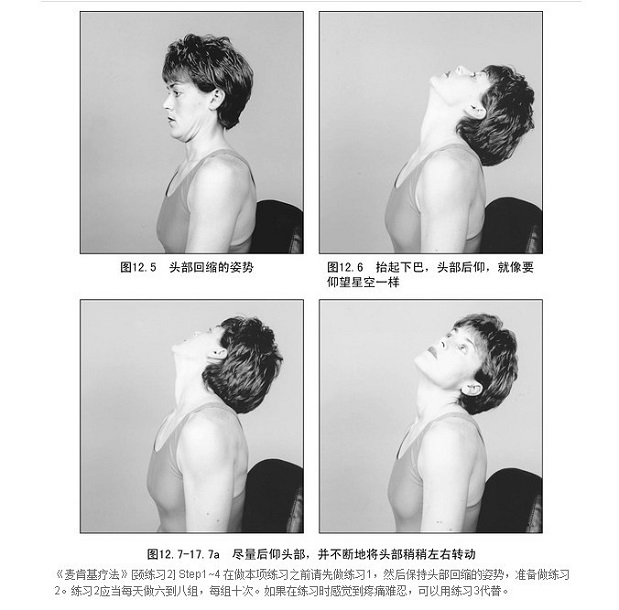 图12.5 头部回缩的姿势
图12.6 抬起下巴，头部后仰，就像要
仰望星空一样
图12.7-17.7a 尽量后仰头部，并不断地将头部稍稍左右转动
《麦肯基疗法》[颈练习2] Step1~4 在做本项练习之前请先做练习1，然后保持头部回缩的姿势，准备做练习
2。练习2应当每天做六到八组，每组十次。如果在练习时感觉到疼痛难忍，可以用练习3代替。